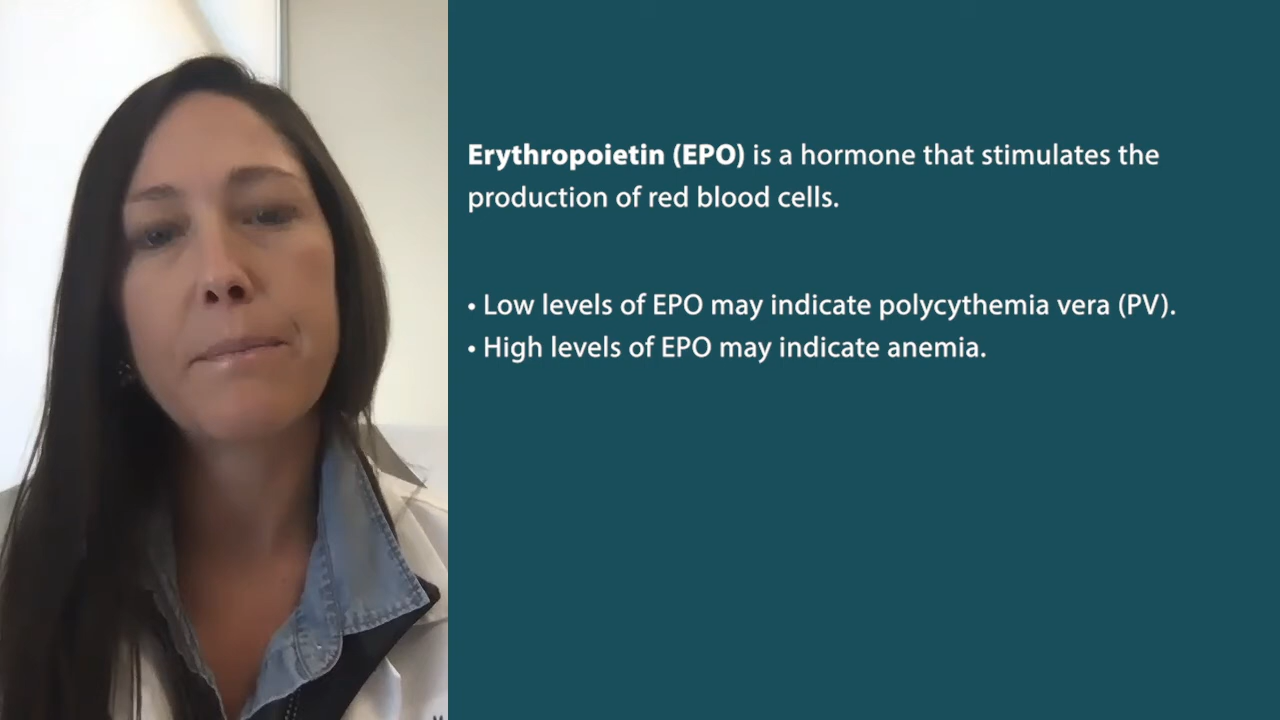 Erythropoietin (EPO) is a hormone that stimulates the
production of red blood cells.
• Low levels of EPO may indicate polycythemia vera (PV).
• High levels of EPO may indicate anemia.